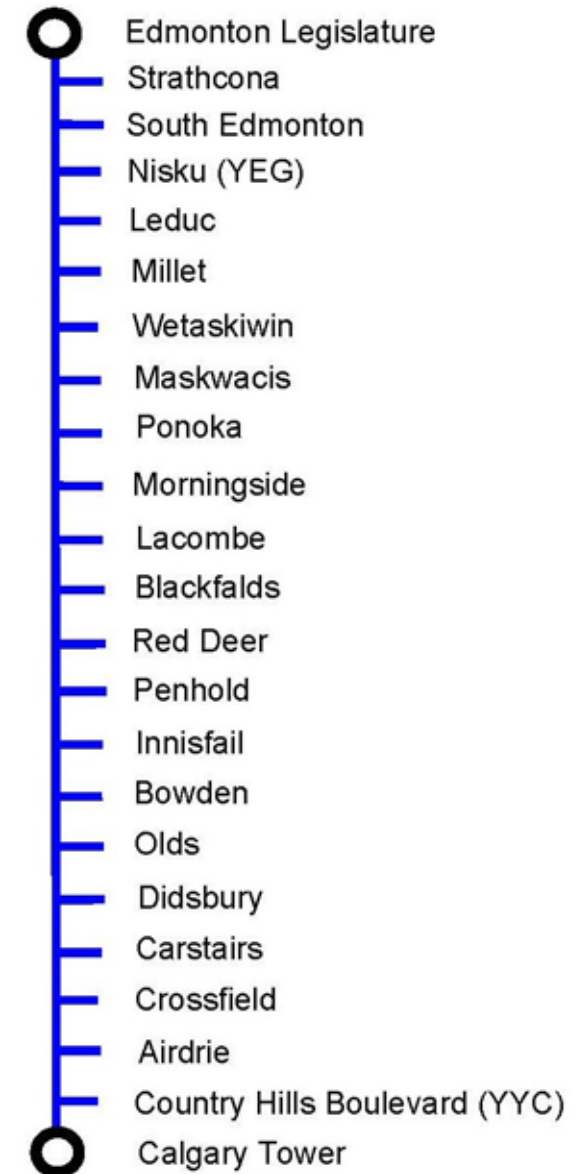 Edmonton Legislature
Strathcona
South Edmonton
Nisku (YEG)
Leduc
Millet
Wetaskiwin
Maskwacis
Ponoka
Morningside
Lacombe
Blackfalds
Red Deer
Penhold
Innisfail
Bowden
Olds
Didsbury
Carstairs
Crossfield
Airdrie
Country Hills Boulevard (YYC)
Calgary Tower